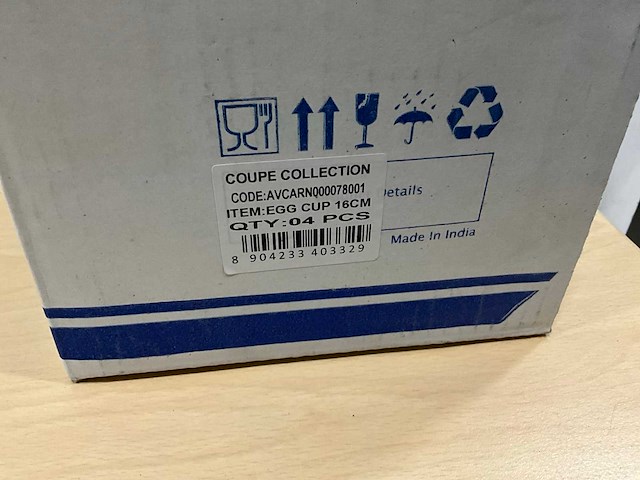 COUPE COLLECTION
CODE:AVCARN000078001
ITEM:EGG CUP 16CM
QTY:04 PCS
8 904233 403329
Details
Made In India